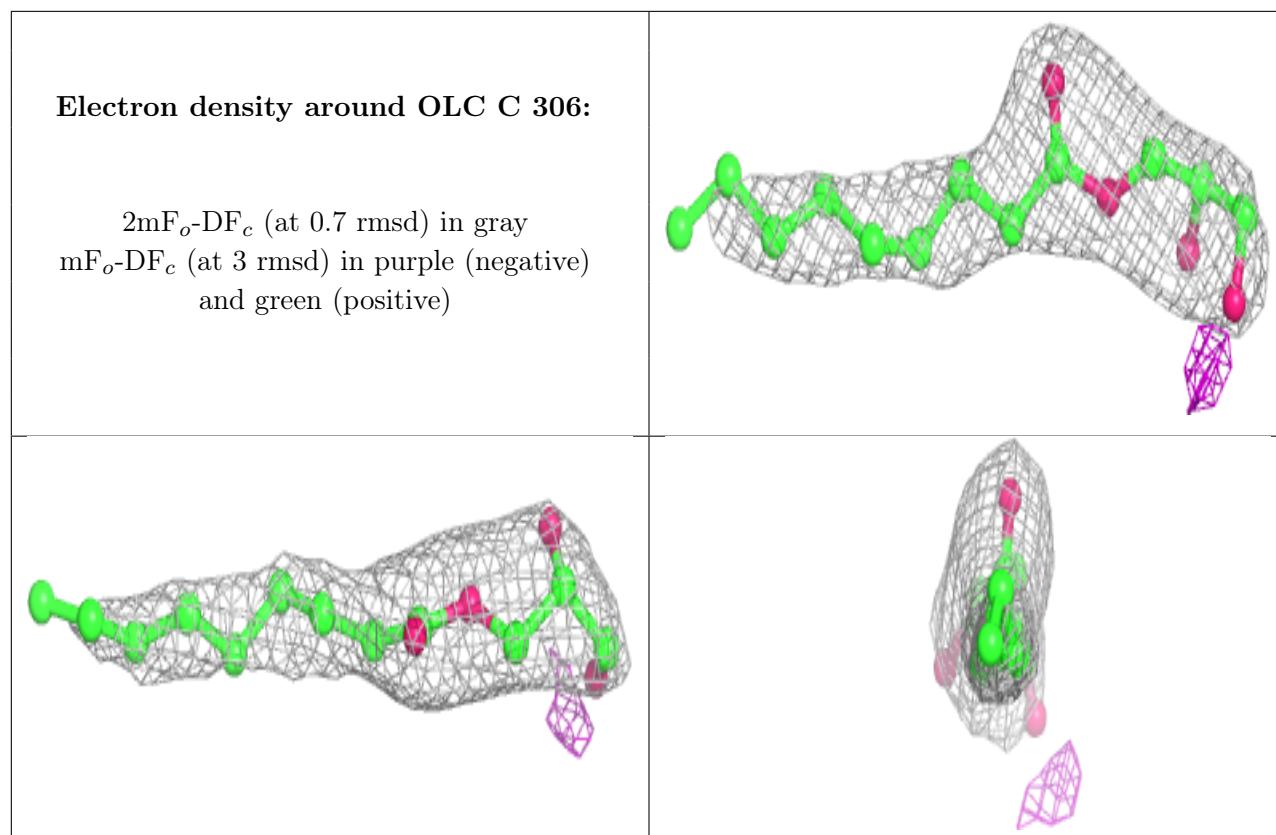 Electron density around OLC C 306:
2mFo-DFc (at 0.7 rmsd) in gray
mFo-DFc (at 3 rmsd) in purple (negative)
and green (positive)